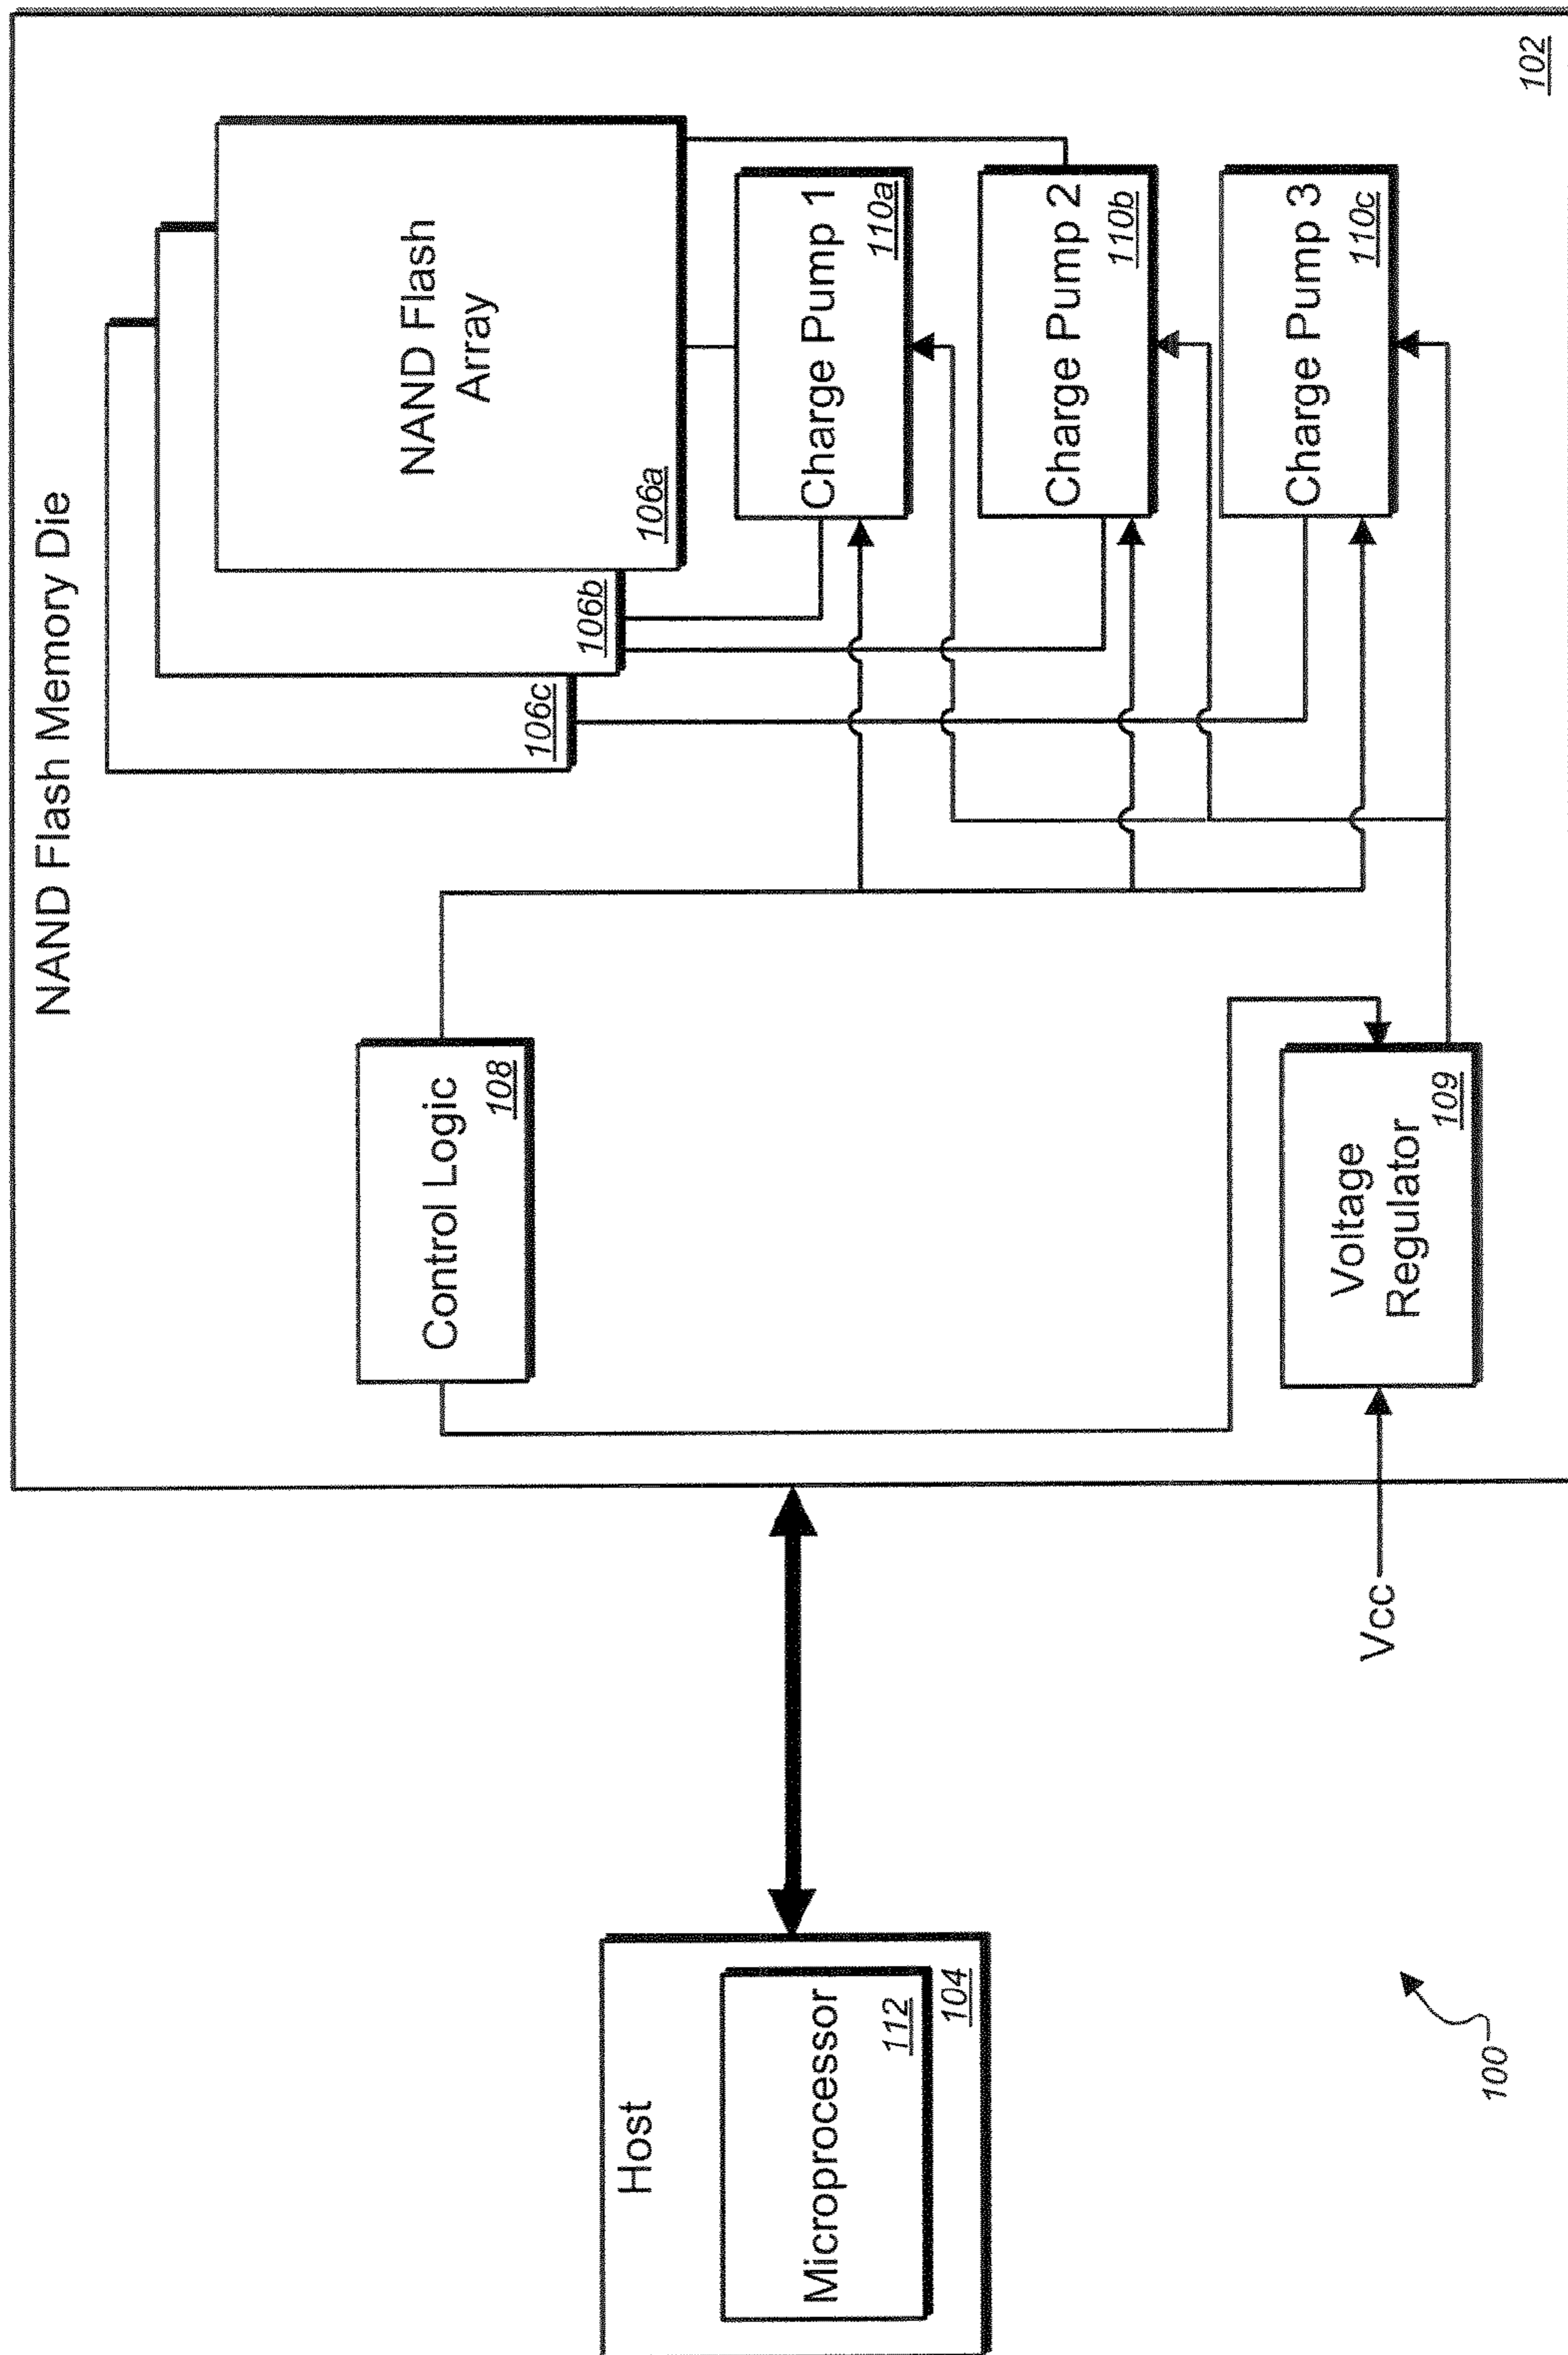 NAND Flash Memory Die
102
NAND Flash
Array
106a
106b
106c
Control Logic
108
Charge Pump 1
110a
Charge Pump 2
110b
Charge Pump 3
110c
Voltage
Regulator
109
Vcc
Host
Microprocessor
112
104
100